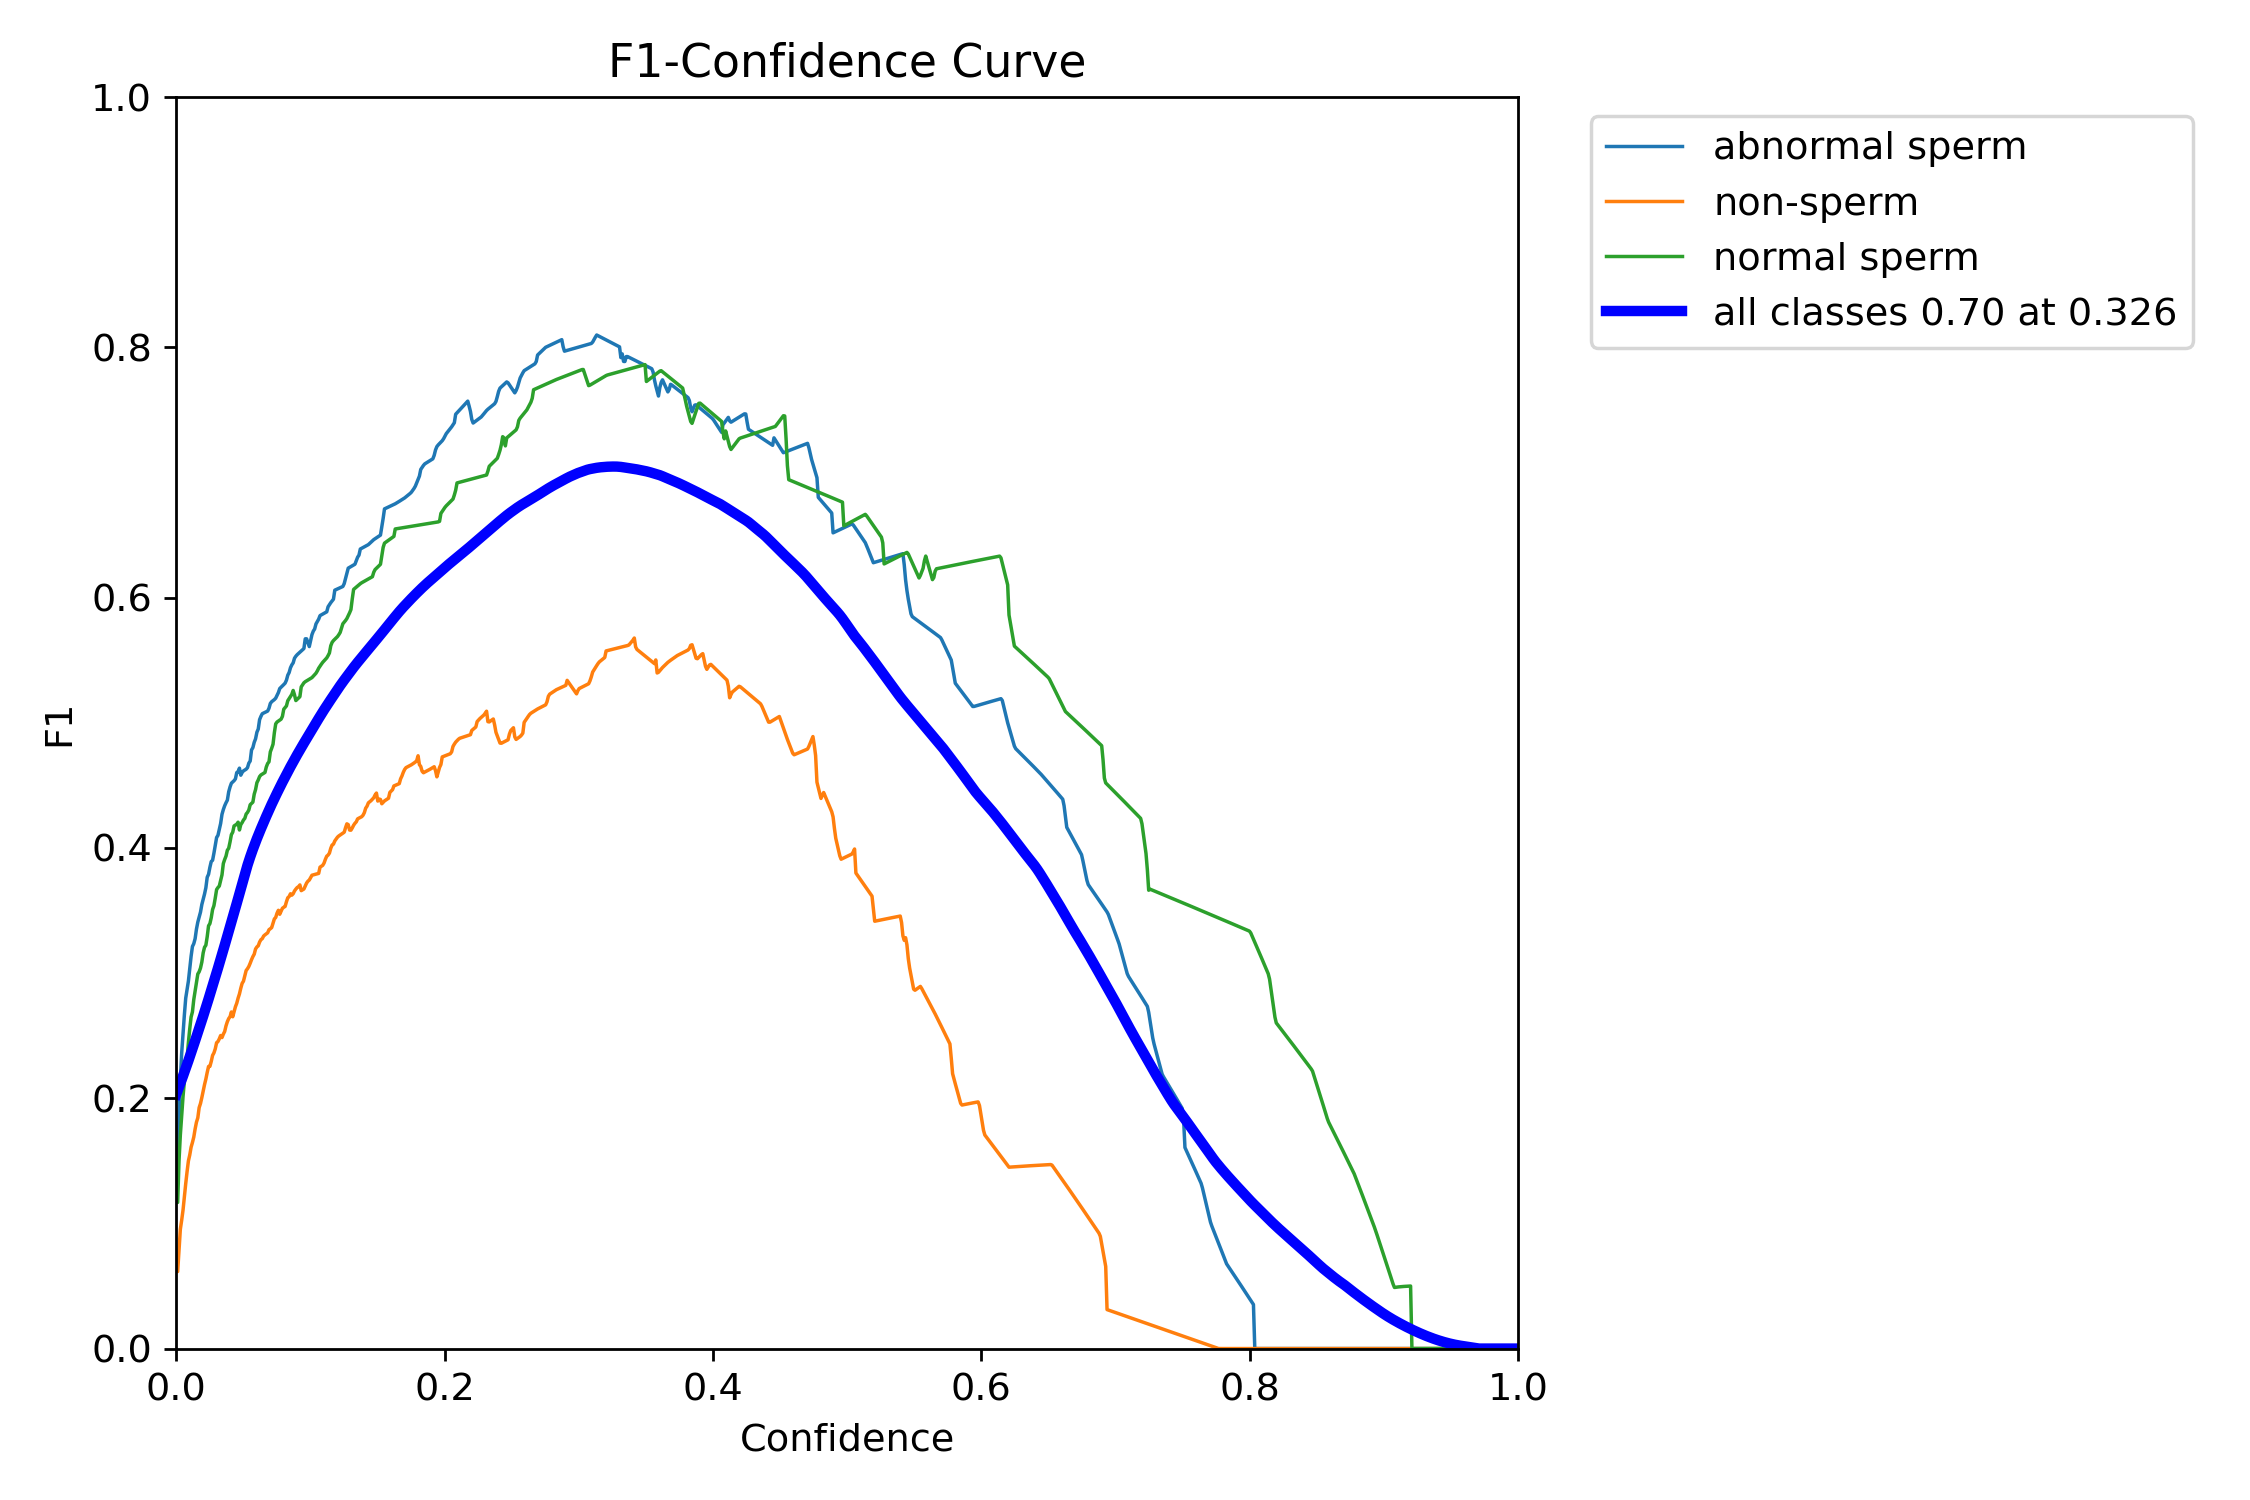 F1-Confidence Curve
1.0
0.8
0.6
0.4
0.2
0.0
F1
0.0 0.2 0.4 0.6 0.8 1.0
Confidence
abnormal sperm
non-sperm
normal sperm
all classes 0.70 at 0.326